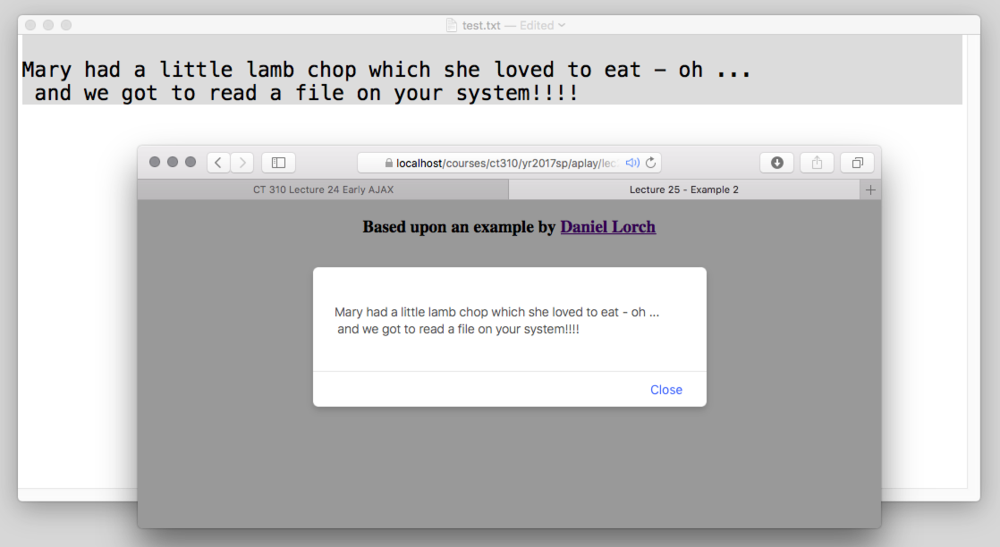 test.txt — Edited
Mary had a little lamb chop which she loved to eat - oh ...
and we got to read a file on your system!!!!
localhost/courses/ct310/yr2017sp/aplay/lec
CT 310 Lecture 24 Early AJAX
Lecture 25 - Example 2
Based upon an example by Daniel Lorch
Mary had a little lamb chop which she loved to eat - oh ...
and we got to read a file on your system!!!!
Close